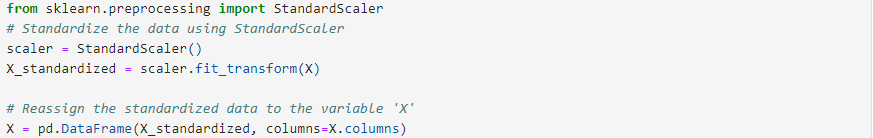 from sklearn.preprocessing import StandardScaler
# Standardize the data using StandardScaler
scaler = StandardScaler()
X_standardized = scaler.fit_transform(X)
# Reassign the standardized data to the variable 'X'
X = pd.DataFrame(X_standardized, columns=X.columns)